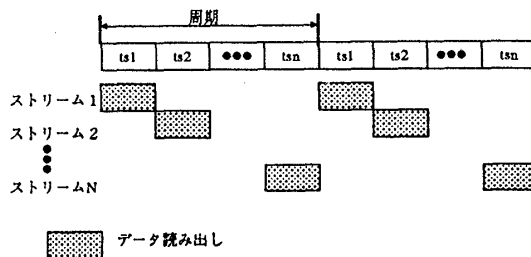 周期
ts1 ts2 ●●● tsn ts1 ts2 ●●● tsn
ストリーム1
ストリーム2
●●●
ストリームN
データ読み出し